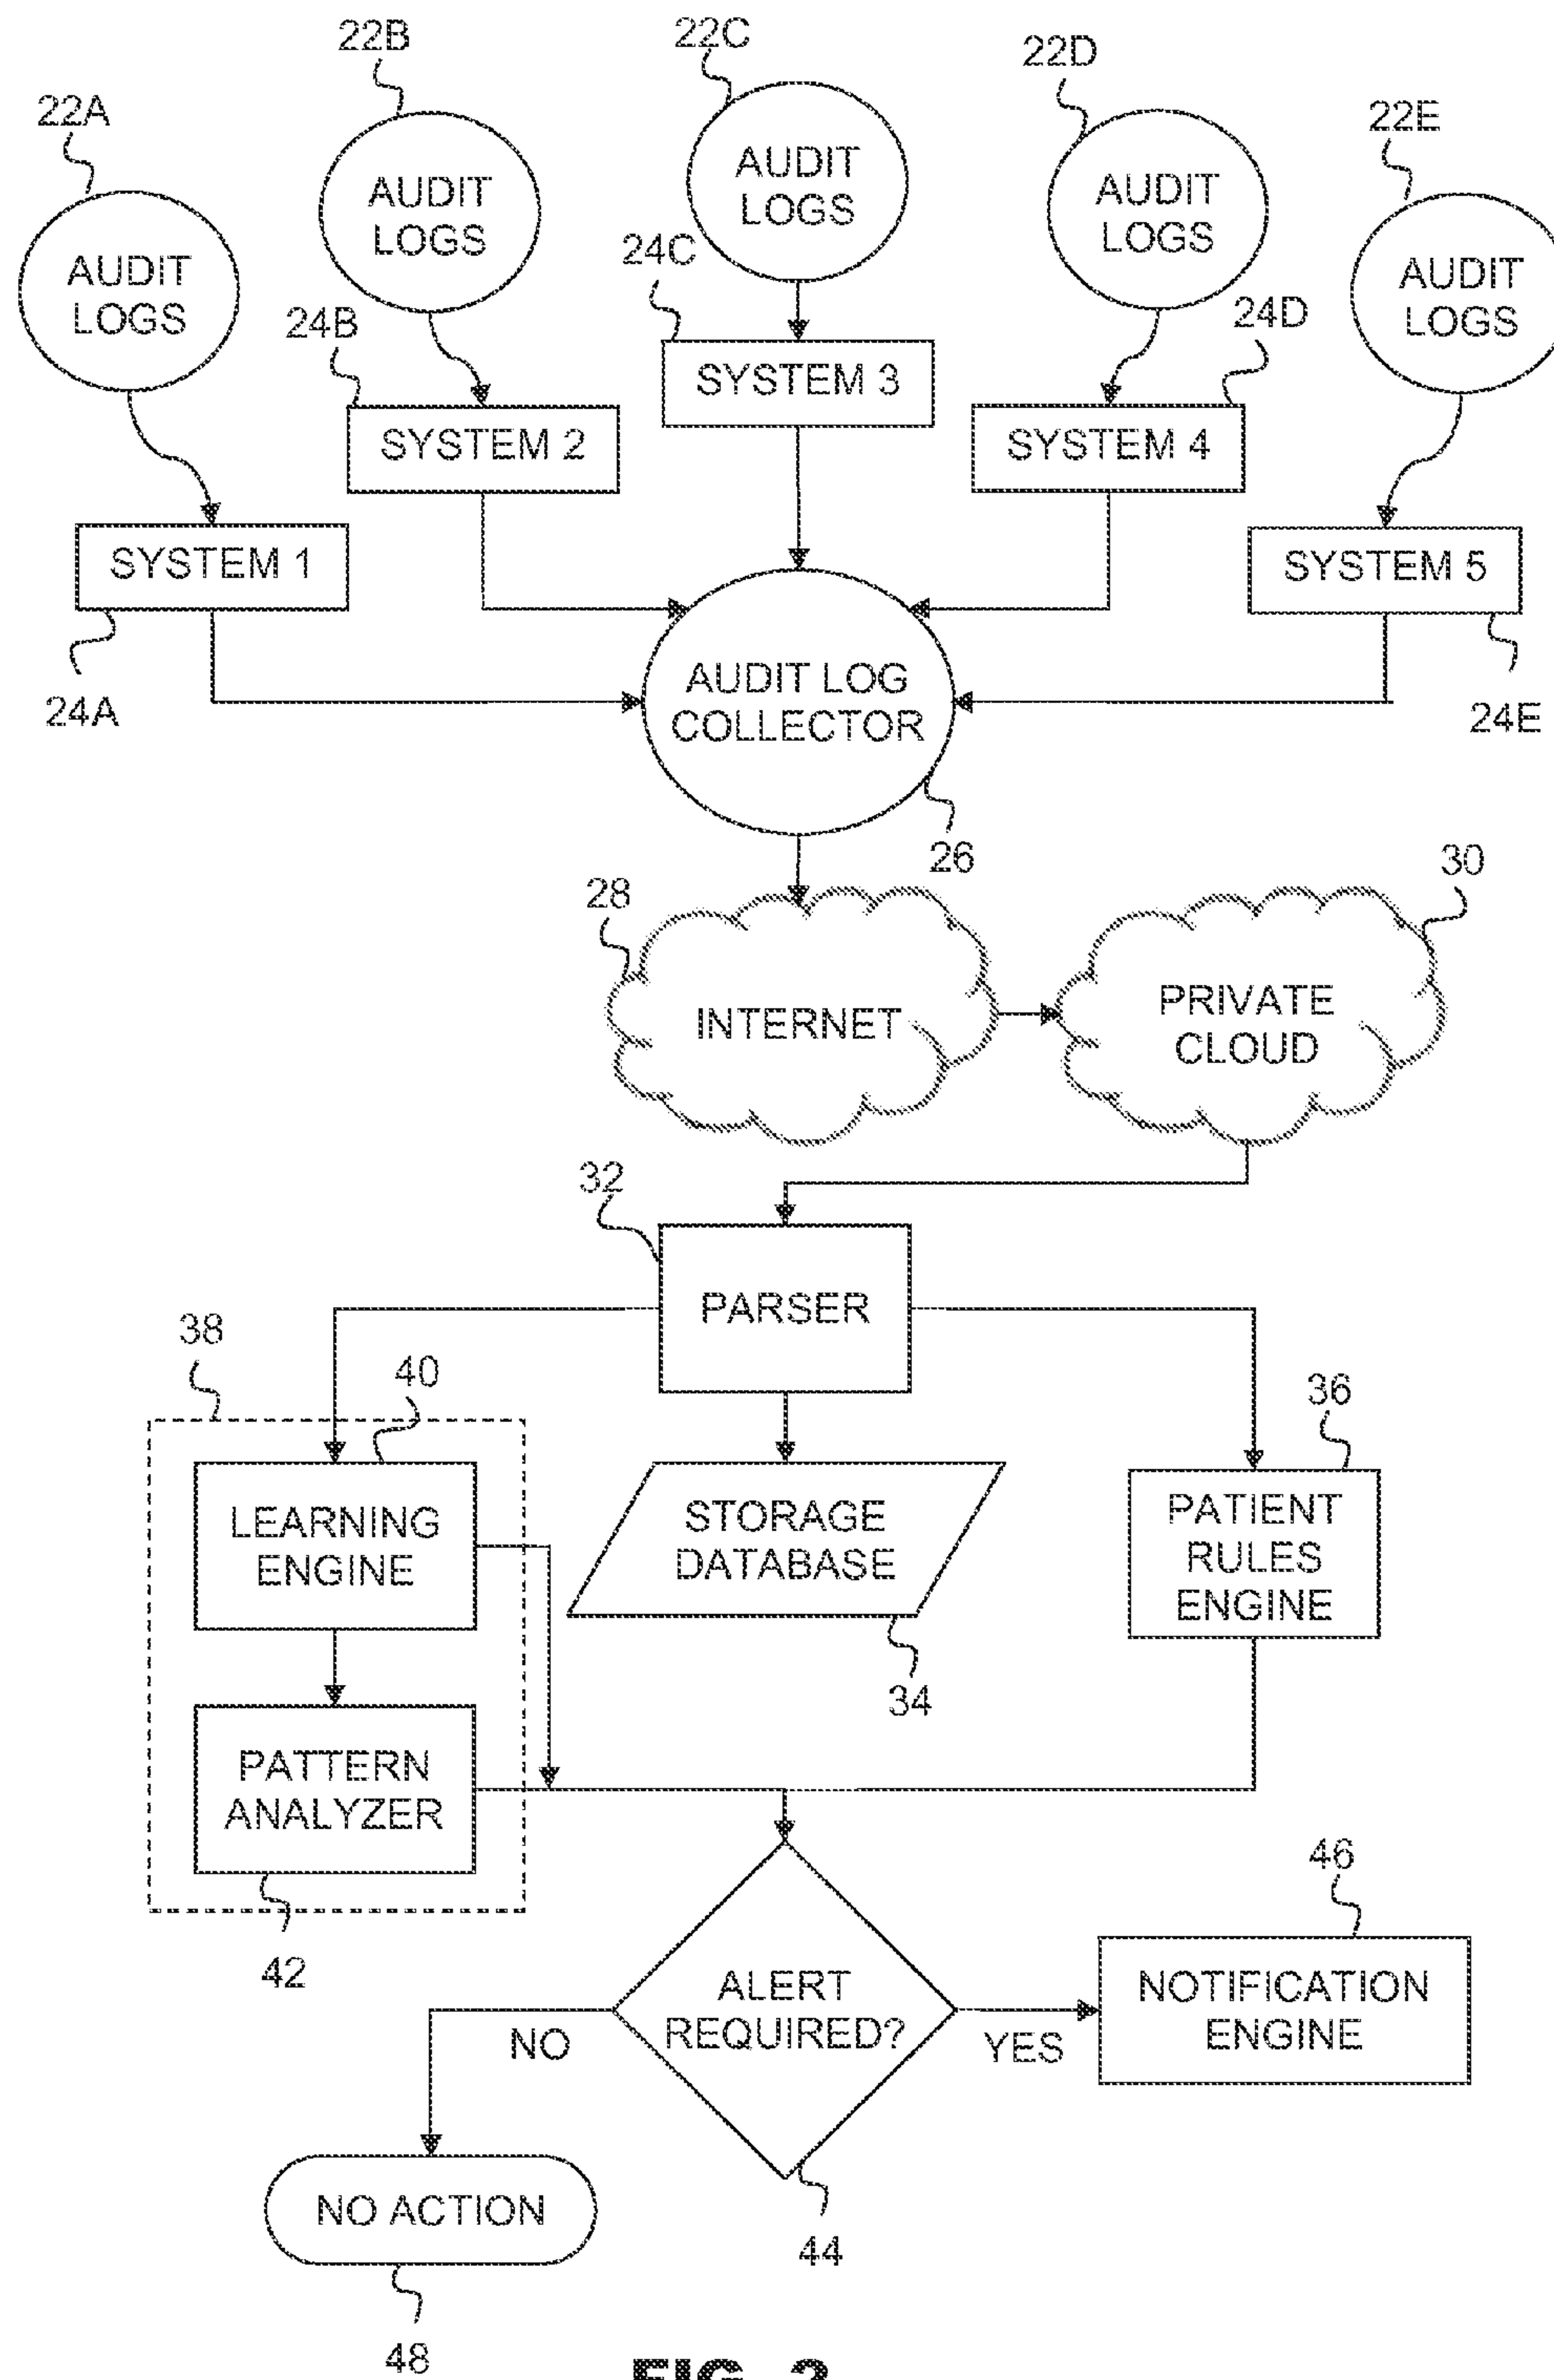 22A
22B
22C
22D
22E
AUDIT
LOGS
AUDIT
LOGS
AUDIT
LOGS
AUDIT
LOGS
AUDIT
LOGS
24B
24C
24D
SYSTEM 1
SYSTEM 2
SYSTEM 3
SYSTEM 4
SYSTEM 5
24A
24E
AUDIT LOG
COLLECTOR
26
28
30
INTERNET
PRIVATE
CLOUD
32
PARSER
38
40
36
LEARNING
ENGINE
STORAGE
DATABASE
PATIENT
RULES
ENGINE
34
PATTERN
ANALYZER
42
46
ALERT
REQUIRED?
NOTIFICATION
ENGINE
NO
YES
NO ACTION
44
48
FIG. 2